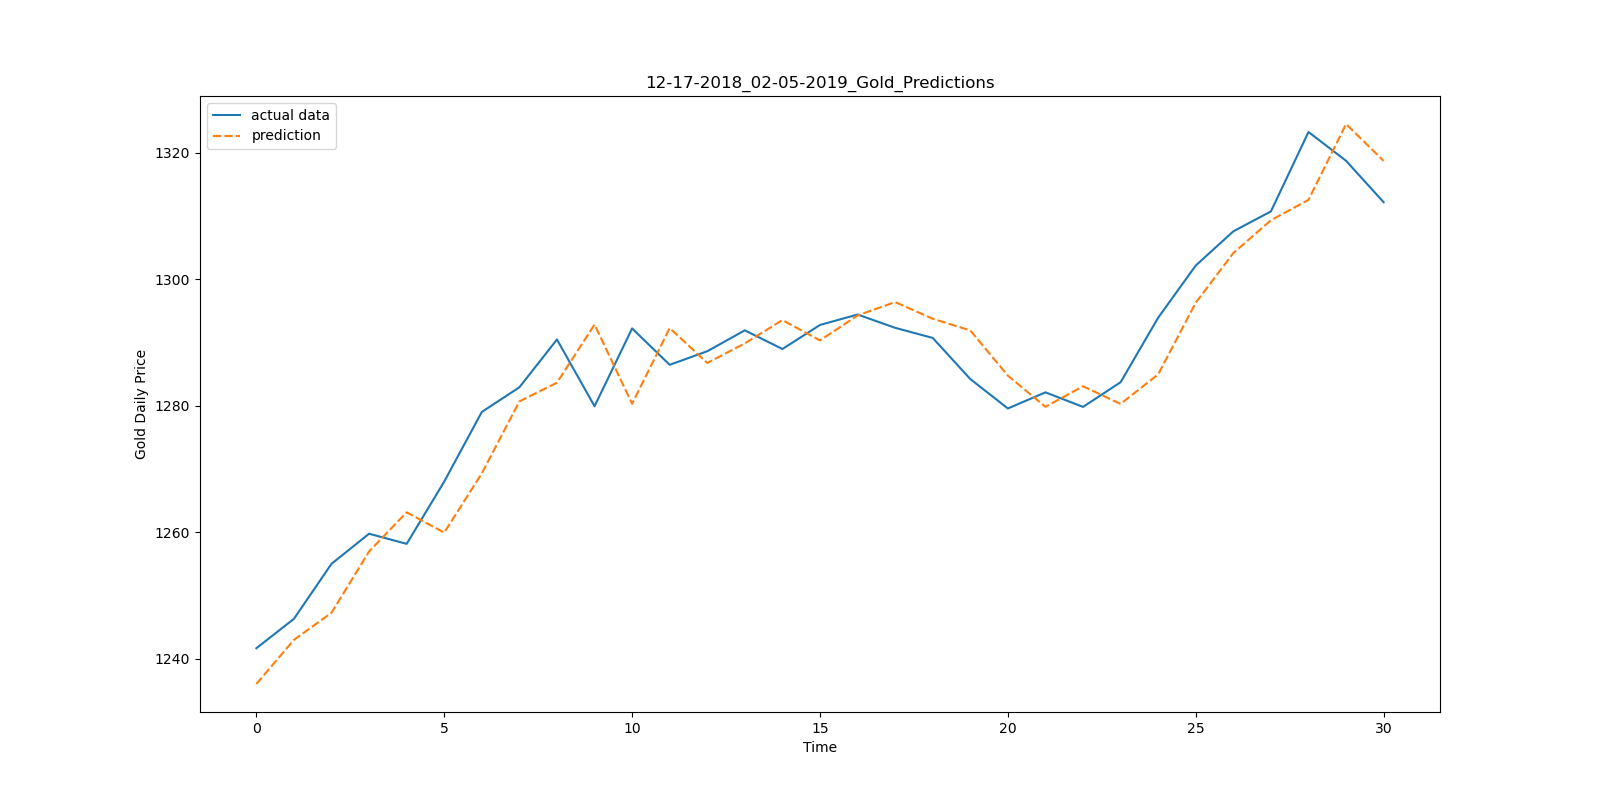 12-17-2018_02-05-2019_Gold_Predictions
actual data
prediction
1320
1300
1280
1260
1240
Gold Daily Price
0 5 10 15 20 25 30
Time